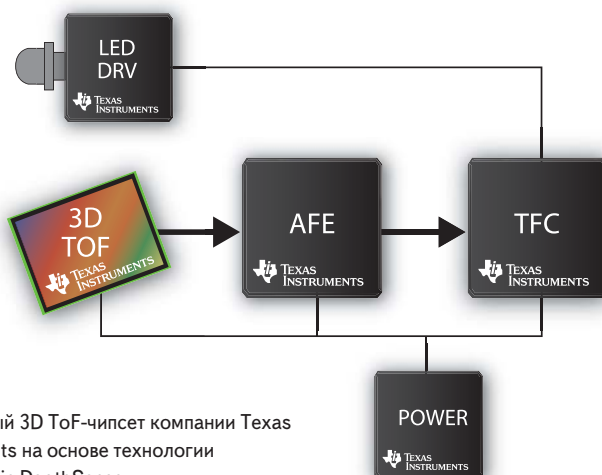 LED
DRV
TEXAS
INSTRUMENTS
3D
TOF
TEXAS
INSTRUMENTS
AFE
TEXAS
INSTRUMENTS
TFC
TEXAS
INSTRUMENTS
POWER
TEXAS
INSTRUMENTS
3D ToF-чипсет компании Texas
на основе технологии